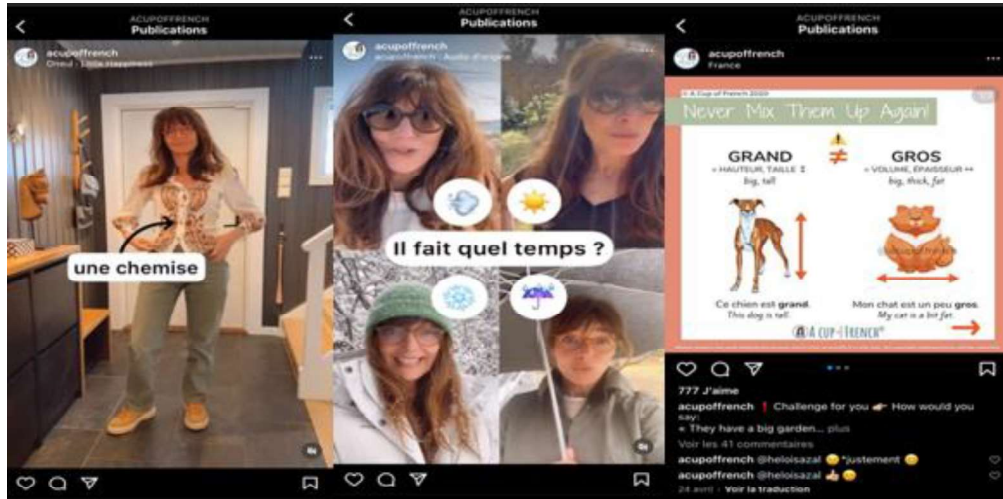 ACUPOFFRENCH
Publications
acupoffrench
une chemise
ACUPOFFRENCH
Publications
acupoffrench
acupoffrench · Audio d'origine
Il fait quel temps ?
ACUPOFFRENCH
Publications
acupoffrench
France
© A Cup of French 2020
Never Mix Them Up Again!
GRAND
≠
GROS
= HAUTEUR, TAILLE ↕
= VOLUME, ÉPAISSEUR ↔
big, tall
big, thick, fat
Ce chien est grand.
Mon chat est un peu gros.
This dog is tall.
My cat is a bit fat.
A CUP OF FRENCH®
777 J'aime
acupoffrench ❗ Challenge for you 👉 How would you
say:
« They have a big garden... plus
Voir les 41 commentaires
acupoffrench @heloisazal 😊 *justement 😊
acupoffrench @heloisazal 👍😊
24 avril · Voir la traduction